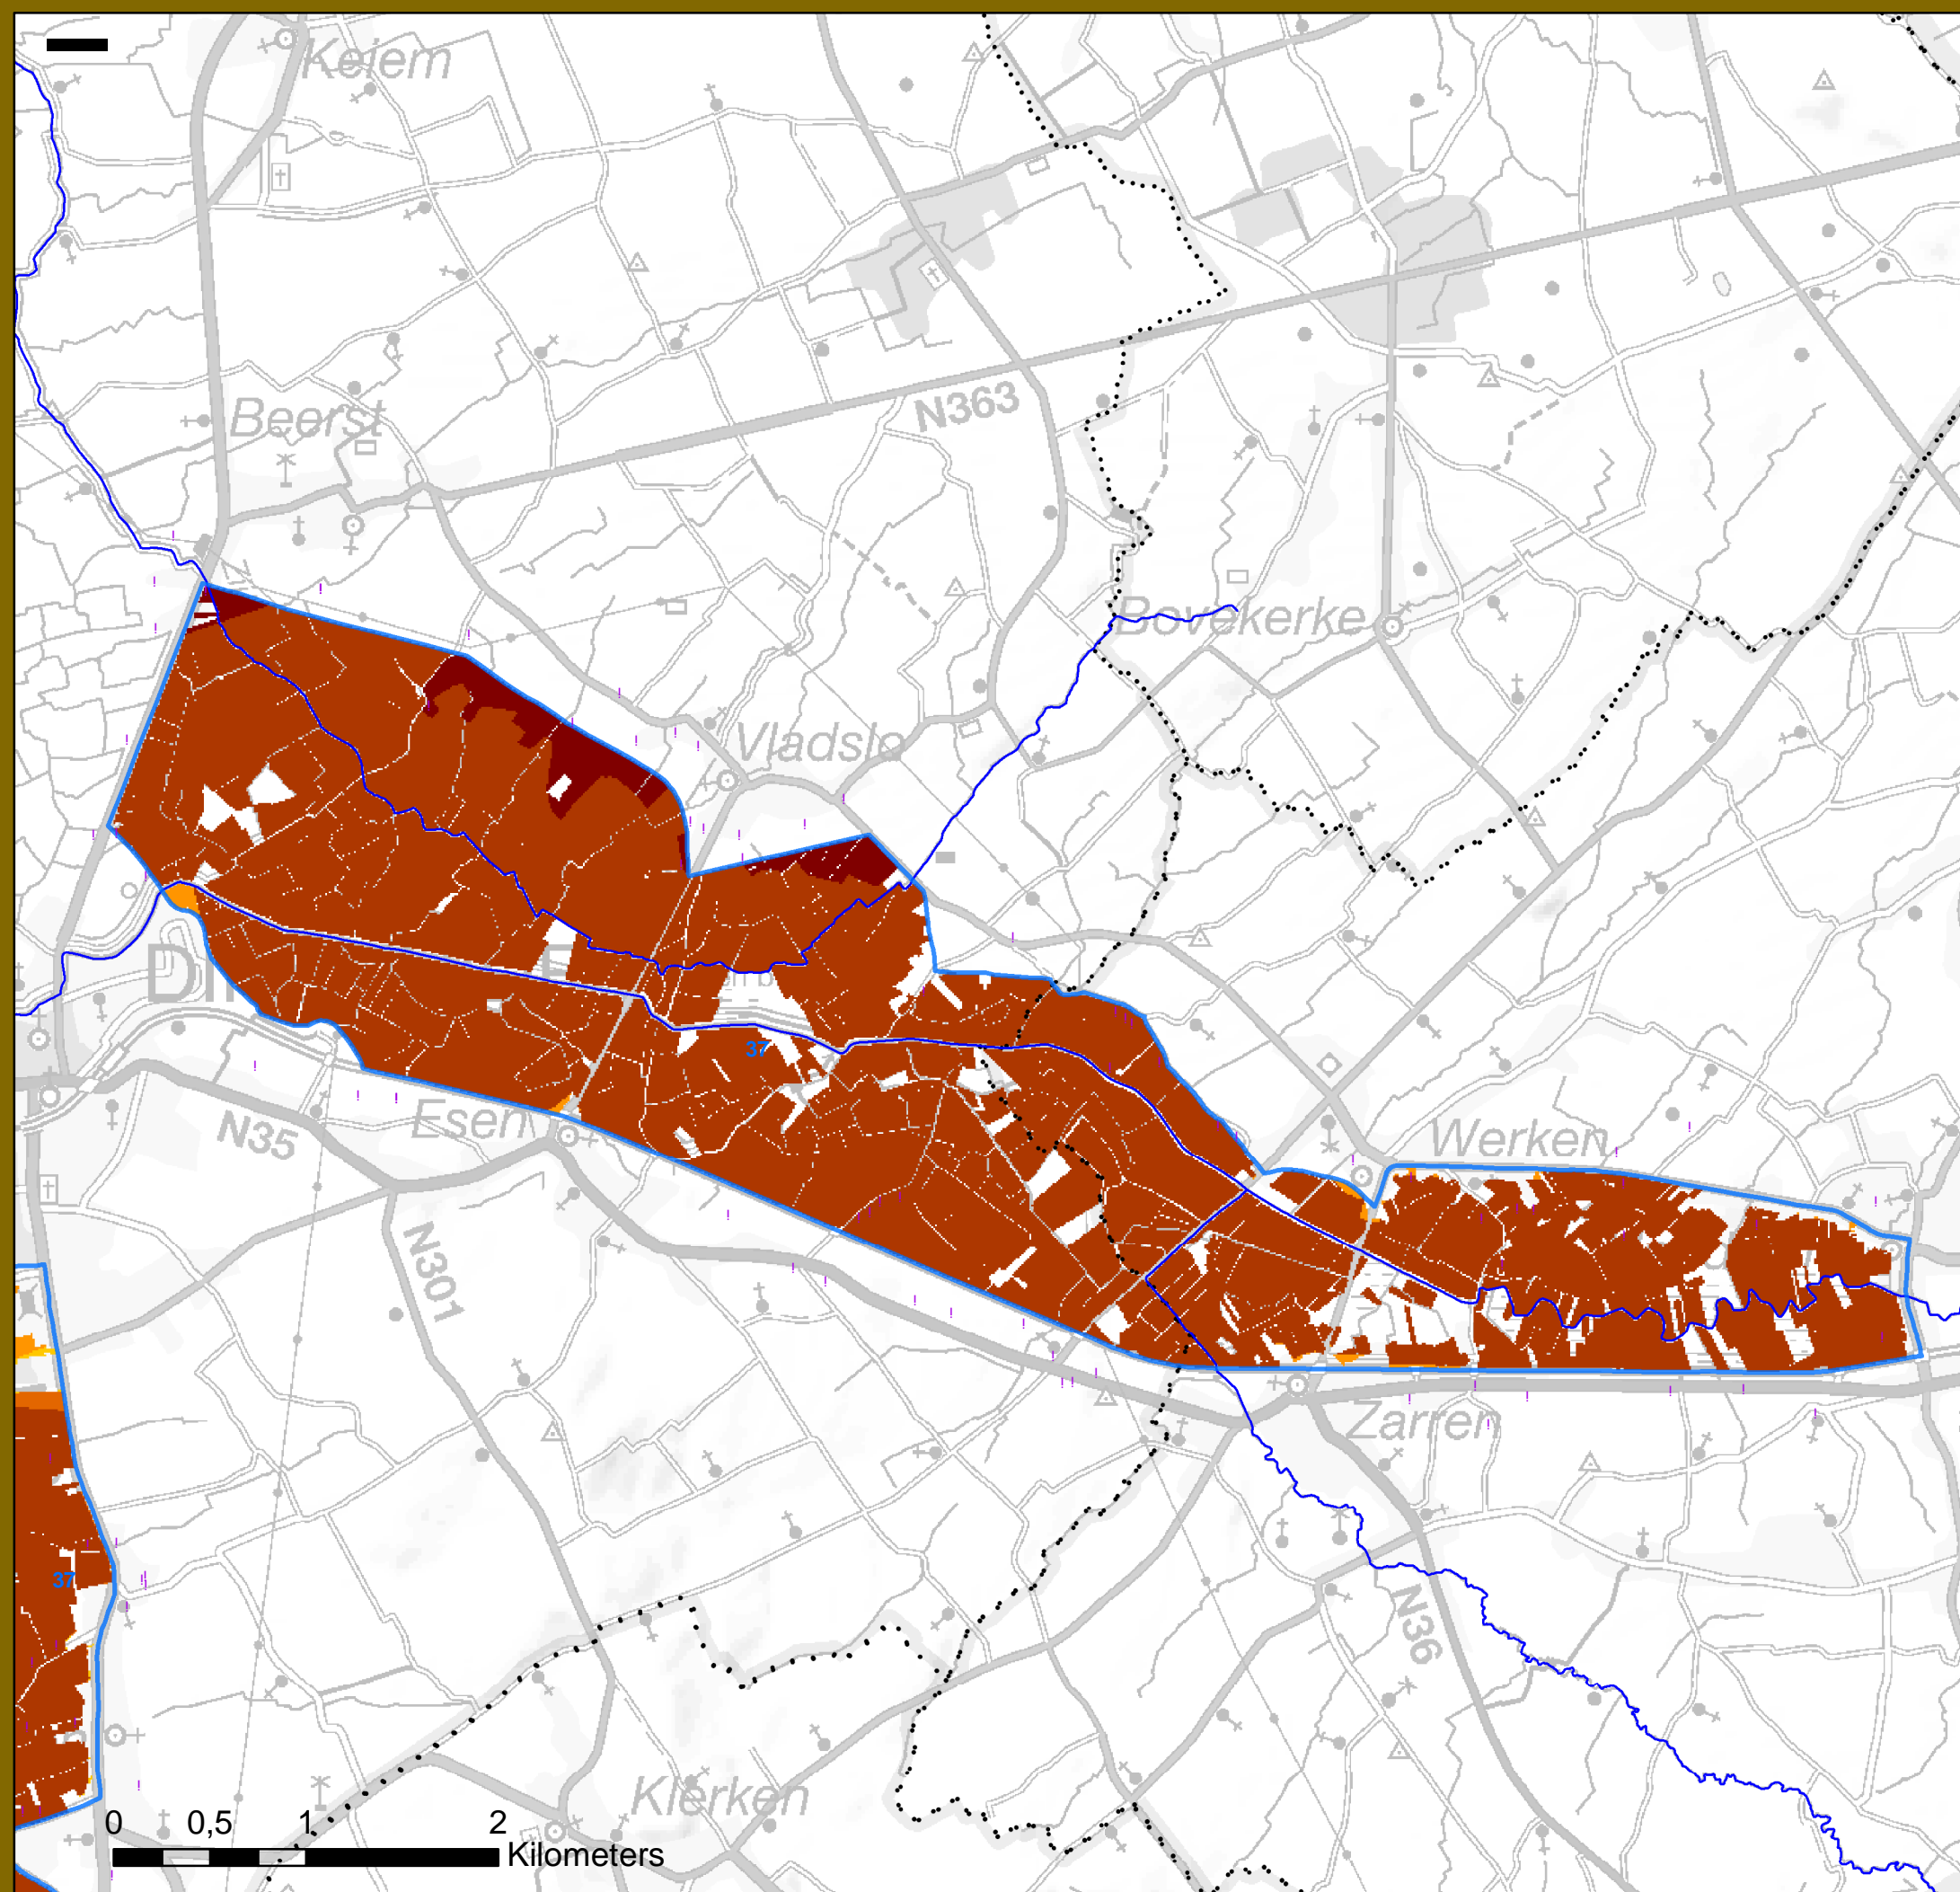 Keiem
Beerst
N363
Bovekerke
Vladslo
37
Esen
Werken
N35
N301
Zarren
37
N36
Klerken
0 0,5 1 2
Kilometers